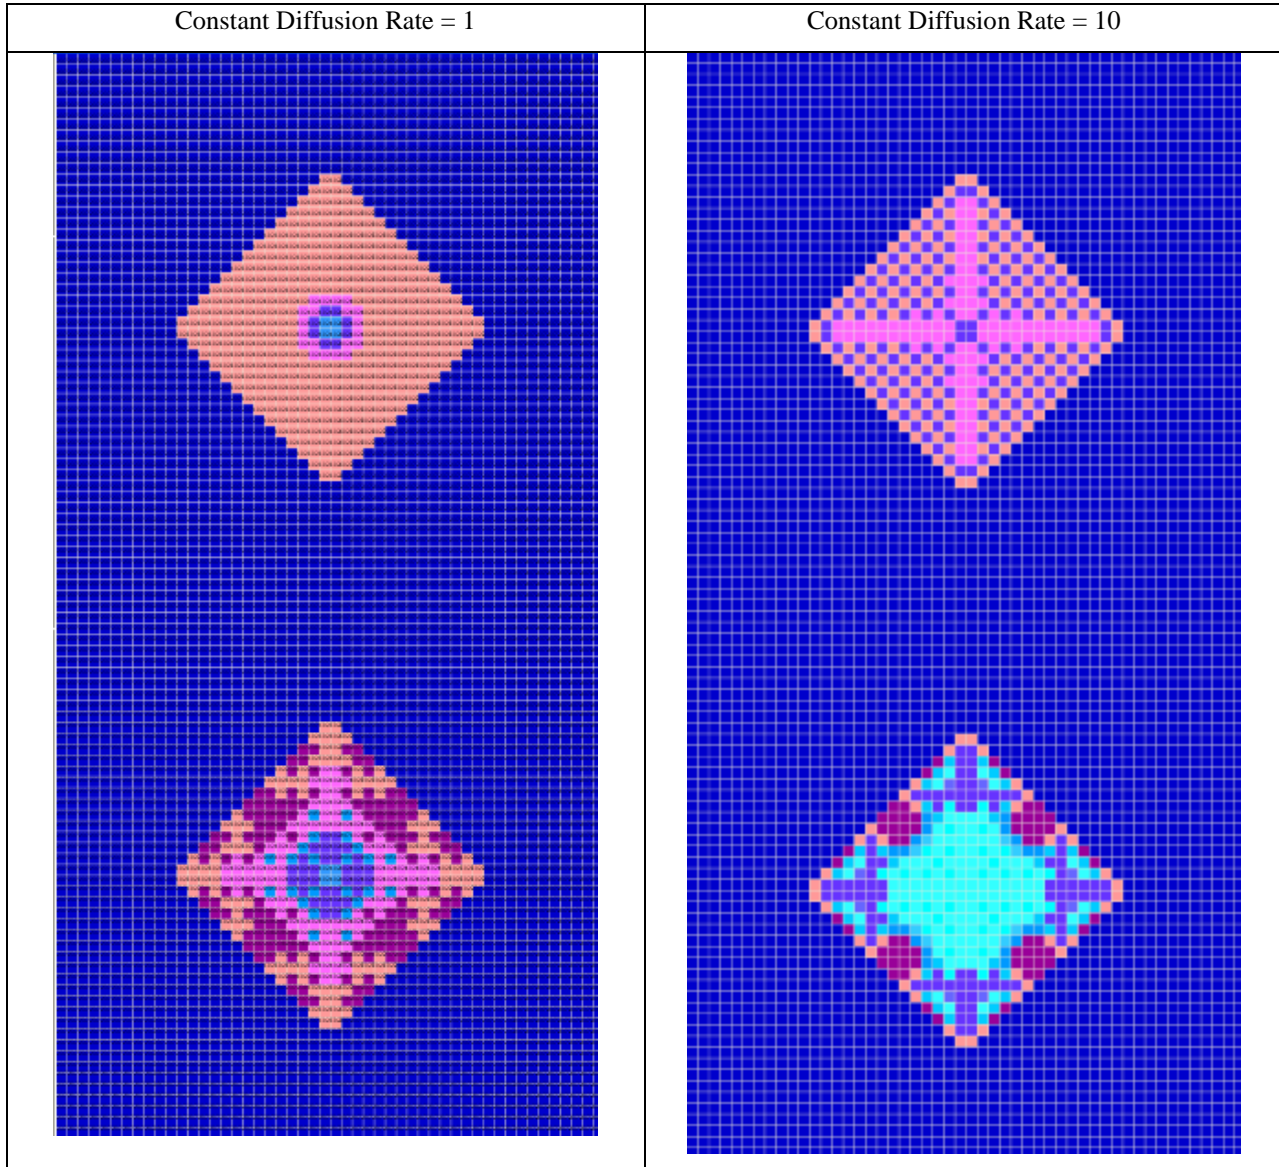 Constant Diffusion Rate = 1
Constant Diffusion Rate = 10